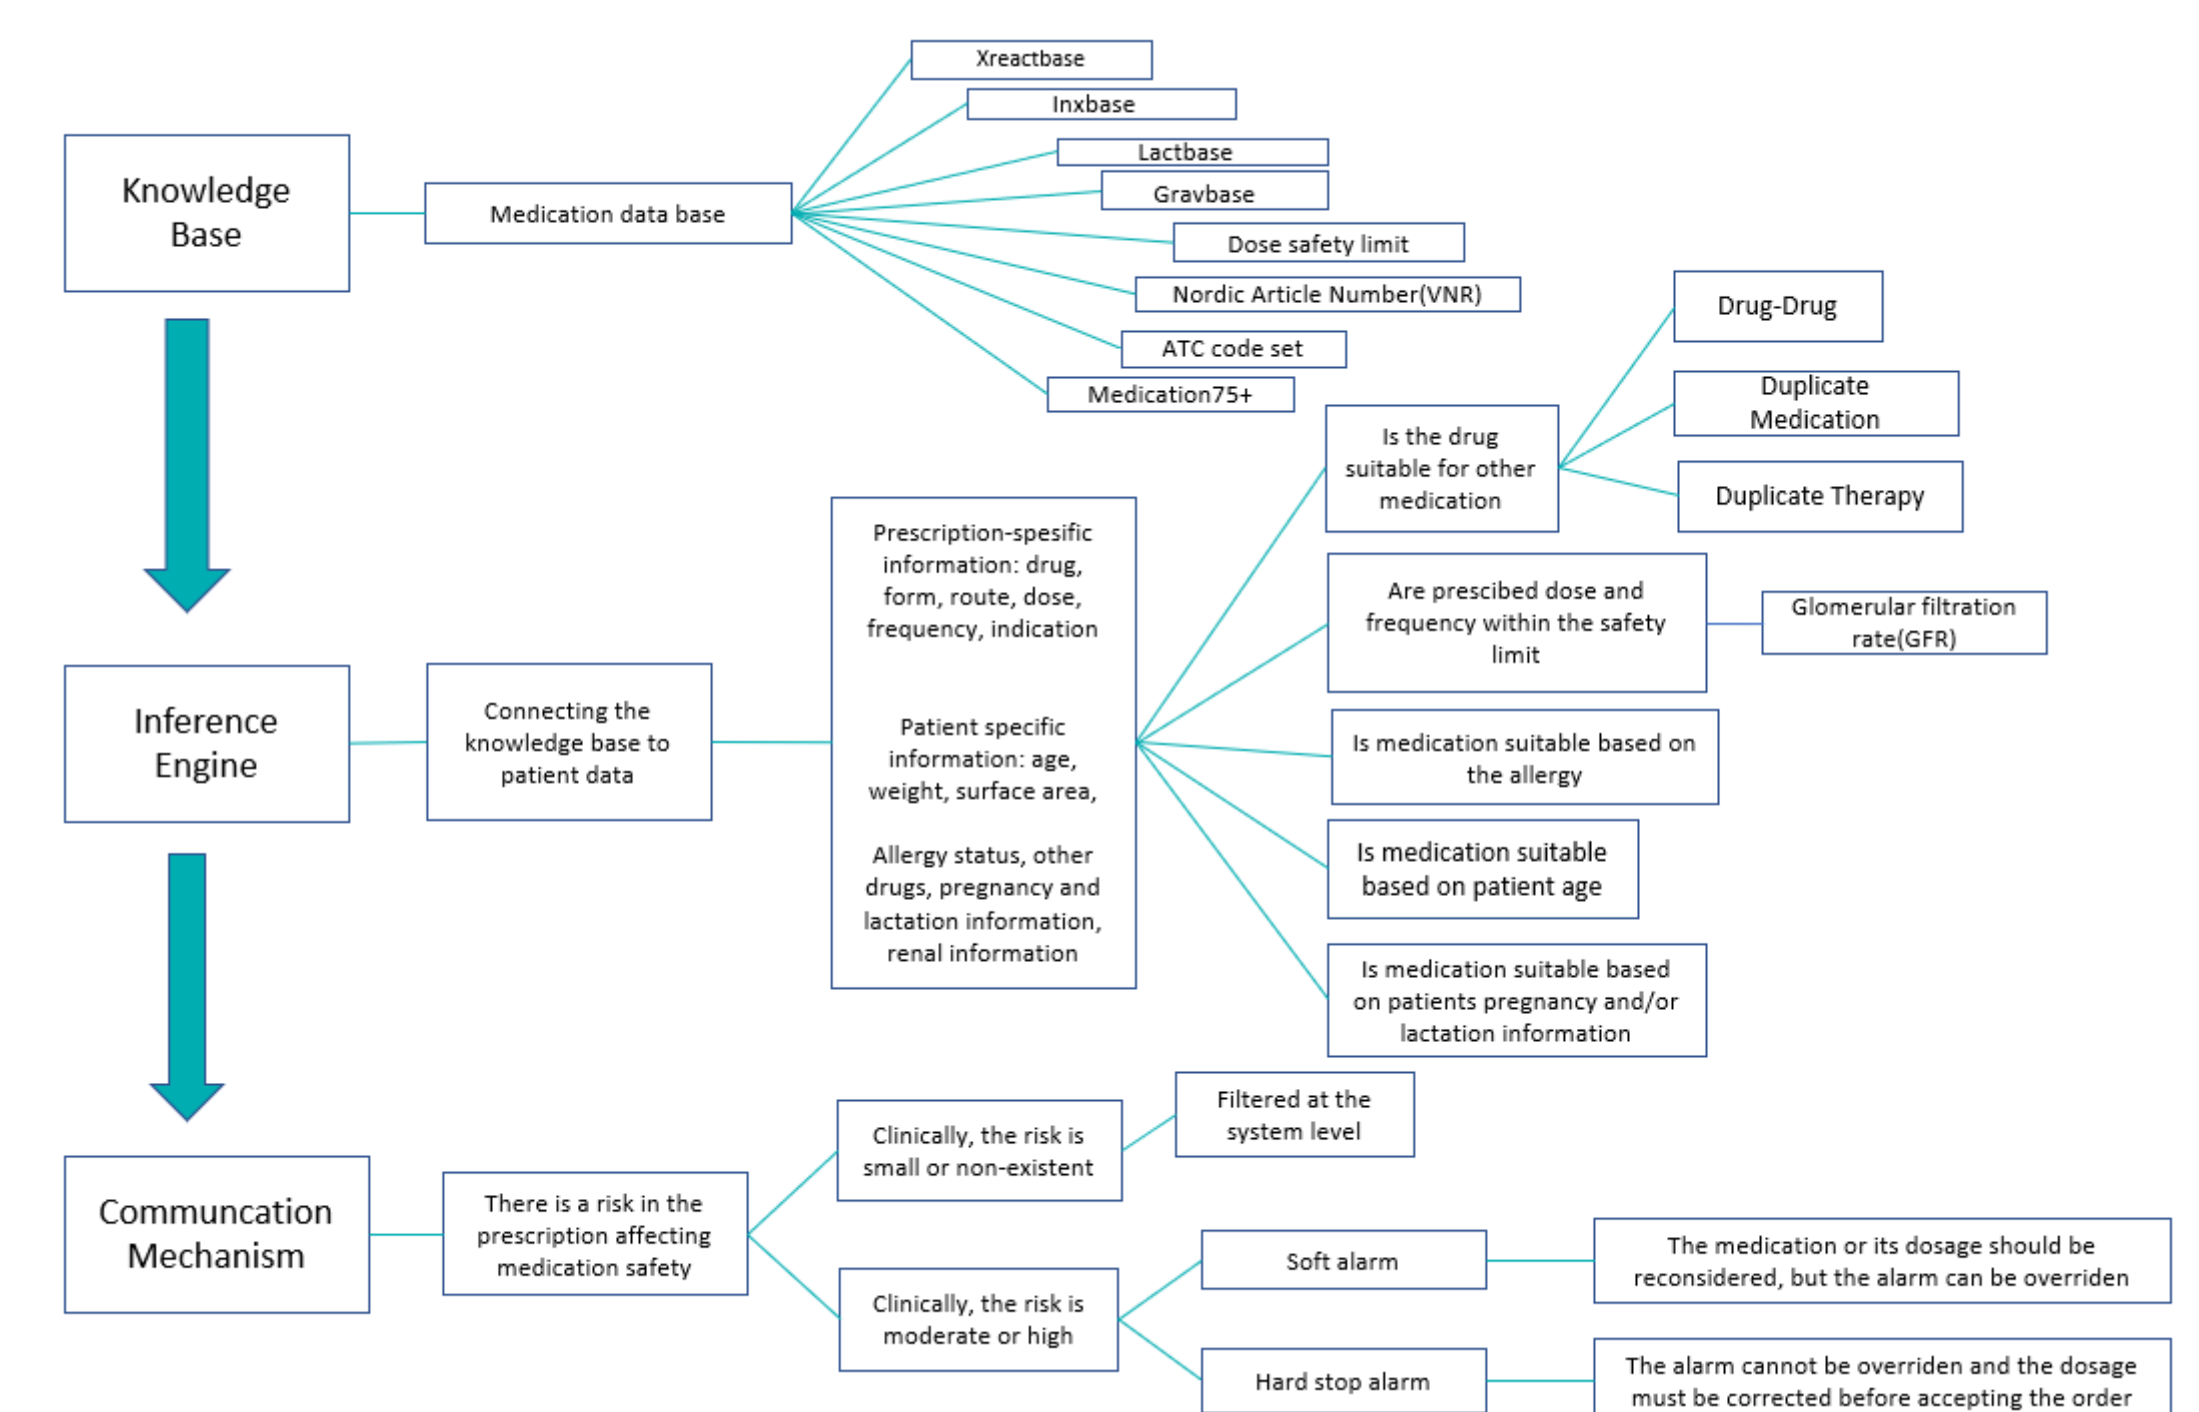 Xreactbase
Inxbase
Lactbase
Gravbase
Dose safety limit
Nordic Article Number(VNR)
ATC code set
Medication75+
Knowledge
Base
Medication data base
Drug-Drug
Duplicate
Medication
Duplicate Therapy
Is the drug
suitable for other
medication
Prescription-spesific
information: drug,
form, route, dose,
frequency, indication
Patient specific
information: age,
weight, surface area,
Allergy status, other
drugs, pregnancy and
lactation information,
renal information
Are prescibed dose and
frequency within the safety
limit
Glomerular filtration
rate(GFR)
Inference
Engine
Connecting the
knowledge base to
patient data
Is medication suitable based on
the allergy
Is medication suitable
based on patient age
Is medication suitable based
on patients pregnancy and/or
lactation information
Communcation
Mechanism
There is a risk in the
prescription affecting
medication safety
Clinically, the risk is
small or non-existent
Filtered at the
system level
Clinically, the risk is
moderate or high
Soft alarm
The medication or its dosage should be
reconsidered, but the alarm can be overriden
Hard stop alarm
The alarm cannot be overriden and the dosage
must be corrected before accepting the order